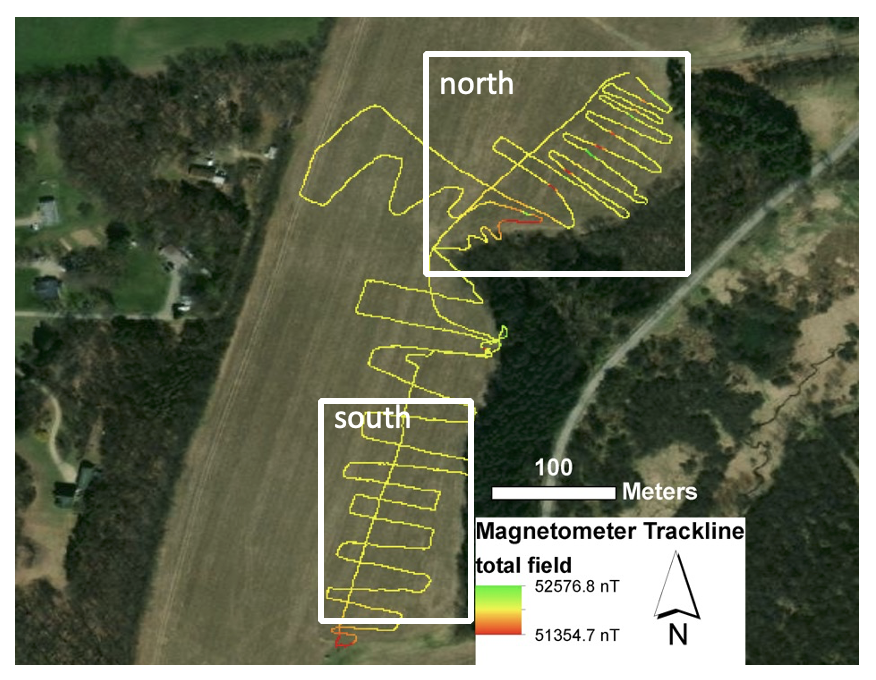 north
south
100
Meters
Magnetometer Trackline
total field
52576.8 nT
51354.7 nT
N